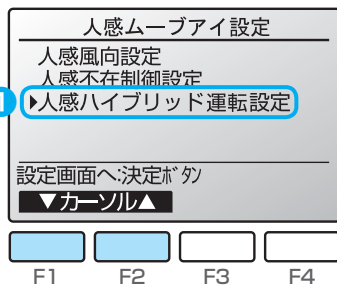 人感ムーブアイ設定
人感風向設定
人感不在制御設定
1
▶人感ハイブリッド運転設定
設定画面へ:決定ボタン
▼カーソル▲
F1 F2 F3 F4